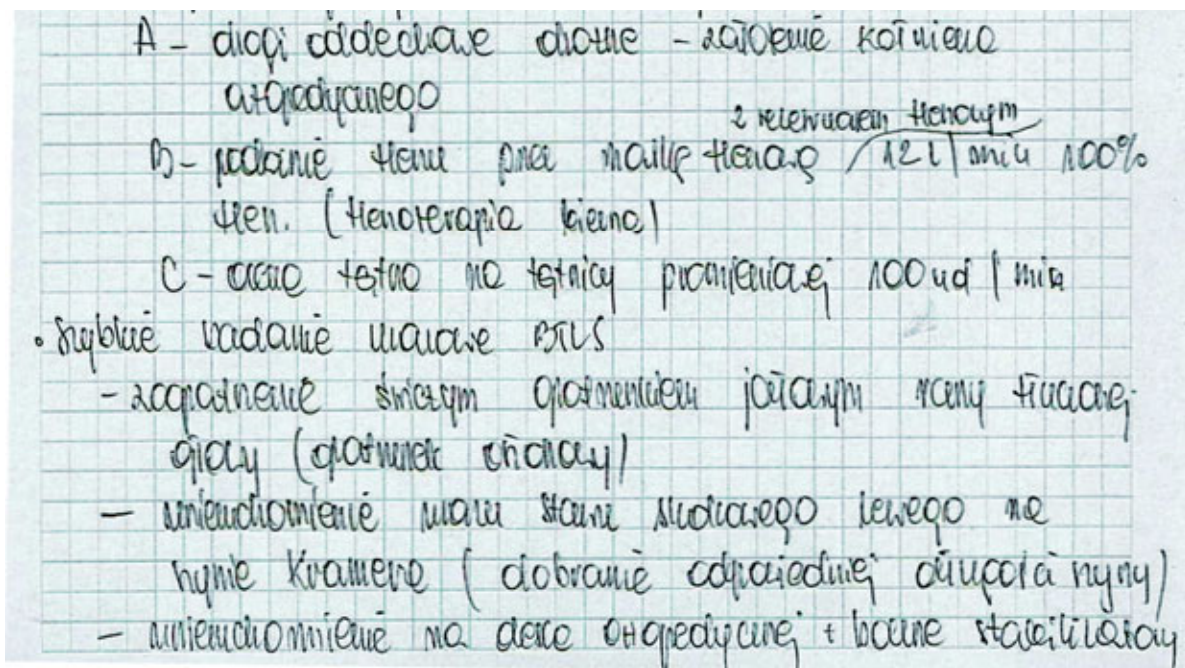 A - drogi oddechowe drożne - założenie kołnierza
ortopedycznego
z rezerwuarem tlenowym
B - podanie tlenu przez maskę tlenową 12 l/min 100%
tlen. (tlenoterapia bierna)
C - ocena tętna na tętnicy promieniowej 100 ud / min
• szybkie badanie urazowe BTLS
- zaopatrzenie świeżym opatrunkiem jałowym rany tłuczonej
głowy (opatrunek osłonowy)
- unieruchomienie urazu stawu skokowego lewego na
szynie Kramera (dobranie odpowiedniej długości szyny)
- unieruchomienie na desce ortopedycznej + boczne stabilizatory